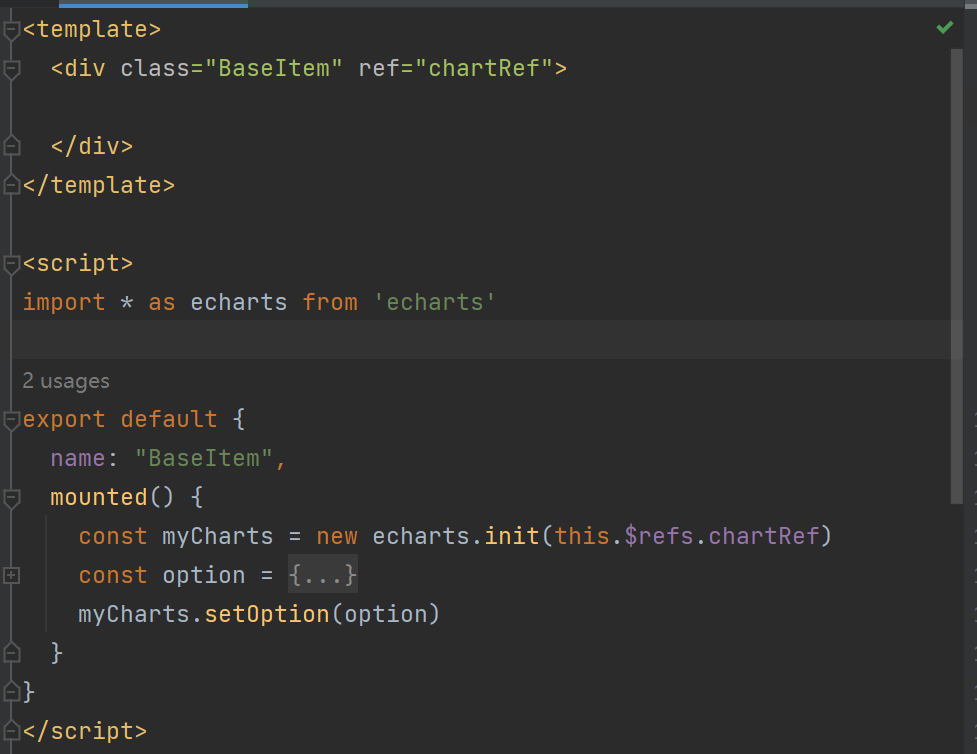 <template>
  <div class="BaseItem" ref="chartRef">

  </div>
</template>

<script>
import * as echarts from 'echarts'

2 usages
export default {
  name: "BaseItem",
  mounted() {
    const myCharts = new echarts.init(this.$refs.chartRef)
    const option = {...}
    myCharts.setOption(option)
  }
}
</script>